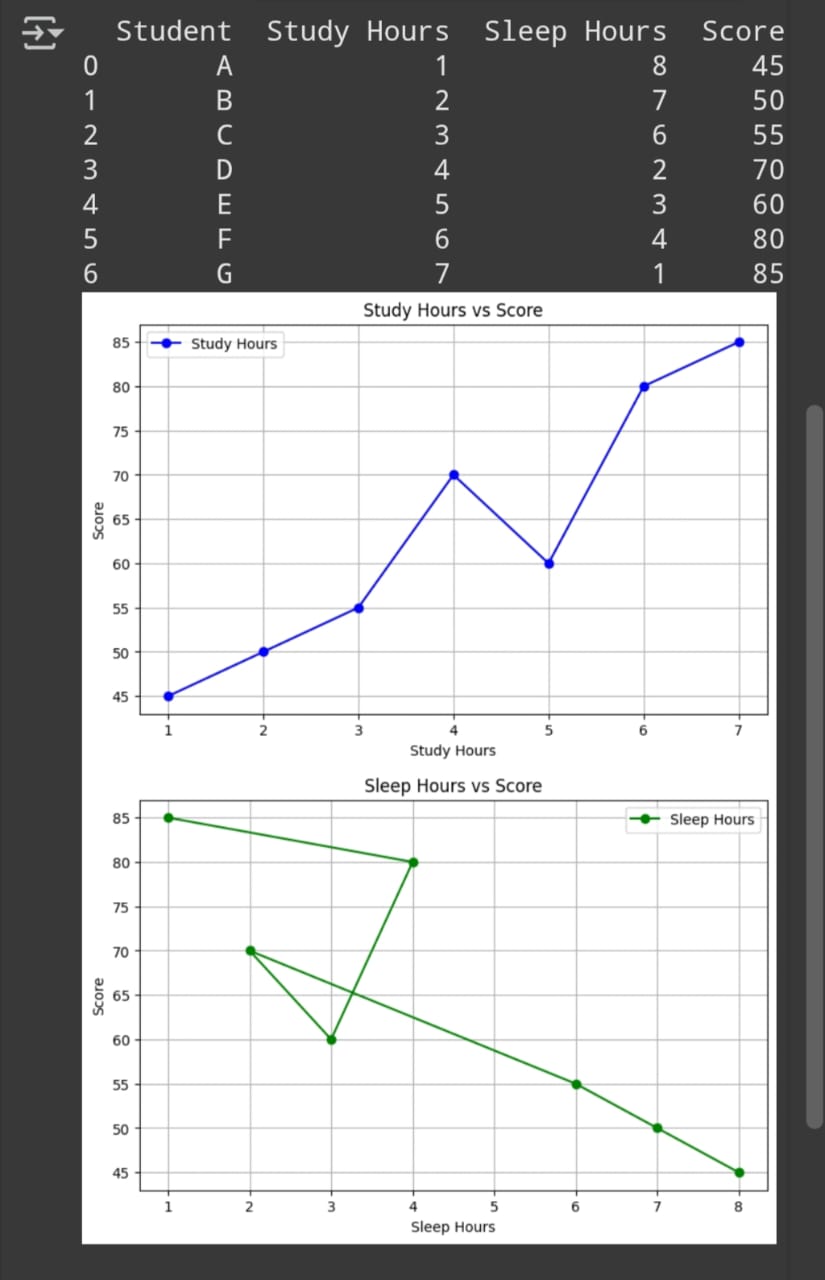 Student Study Hours Sleep Hours Score
0 A 1 8 45
1 B 2 7 50
2 C 3 6 55
3 D 4 2 70
4 E 5 3 60
5 F 6 4 80
6 G 7 1 85
Study Hours vs Score
Study Hours
85
80
75
70
65
60
55
50
45
Score
1 2 3 4 5 6 7
Study Hours
Sleep Hours vs Score
Sleep Hours
85
80
75
70
65
60
55
50
45
Score
1 2 3 4 5 6 7 8
Sleep Hours